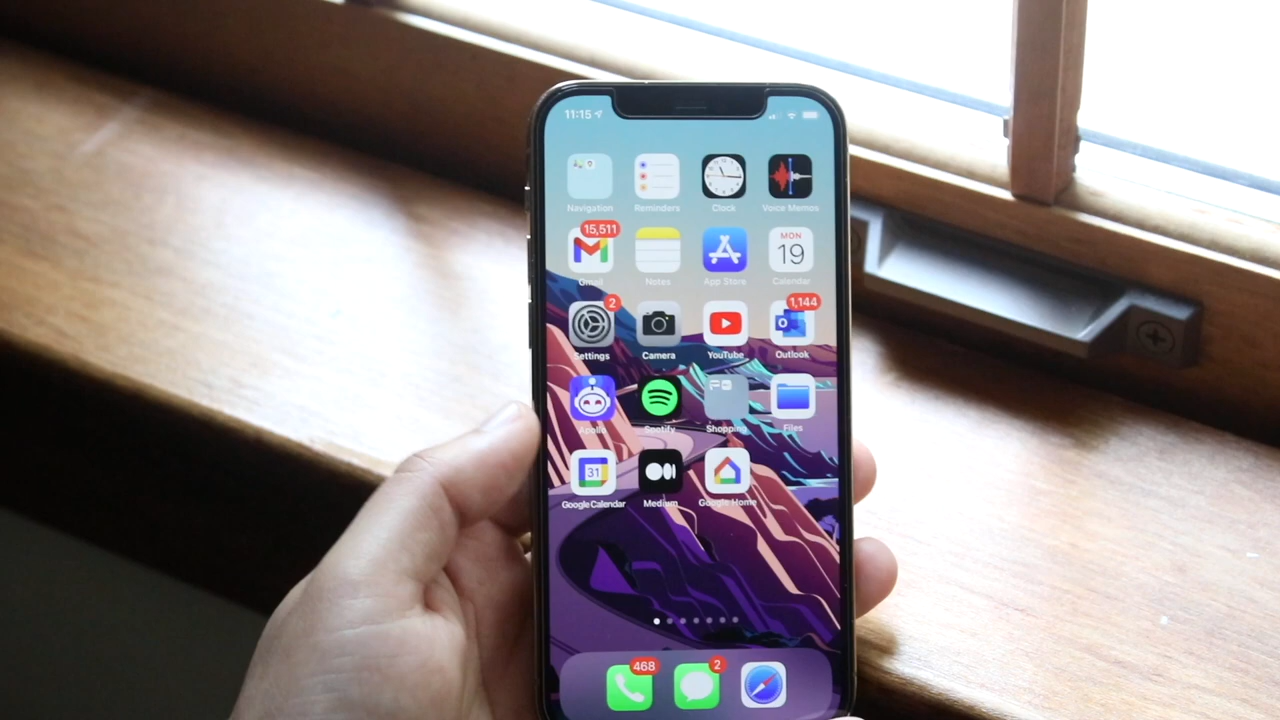 11:15
Navigation Reminders Clock Voice Memos
15,511 MON
19
Gmail Notes App Store Calendar
2 1,144
Settings Camera YouTube Outlook
Apollo Spotify Shopping Files
31
Google Calendar Medium Google Home
468 2